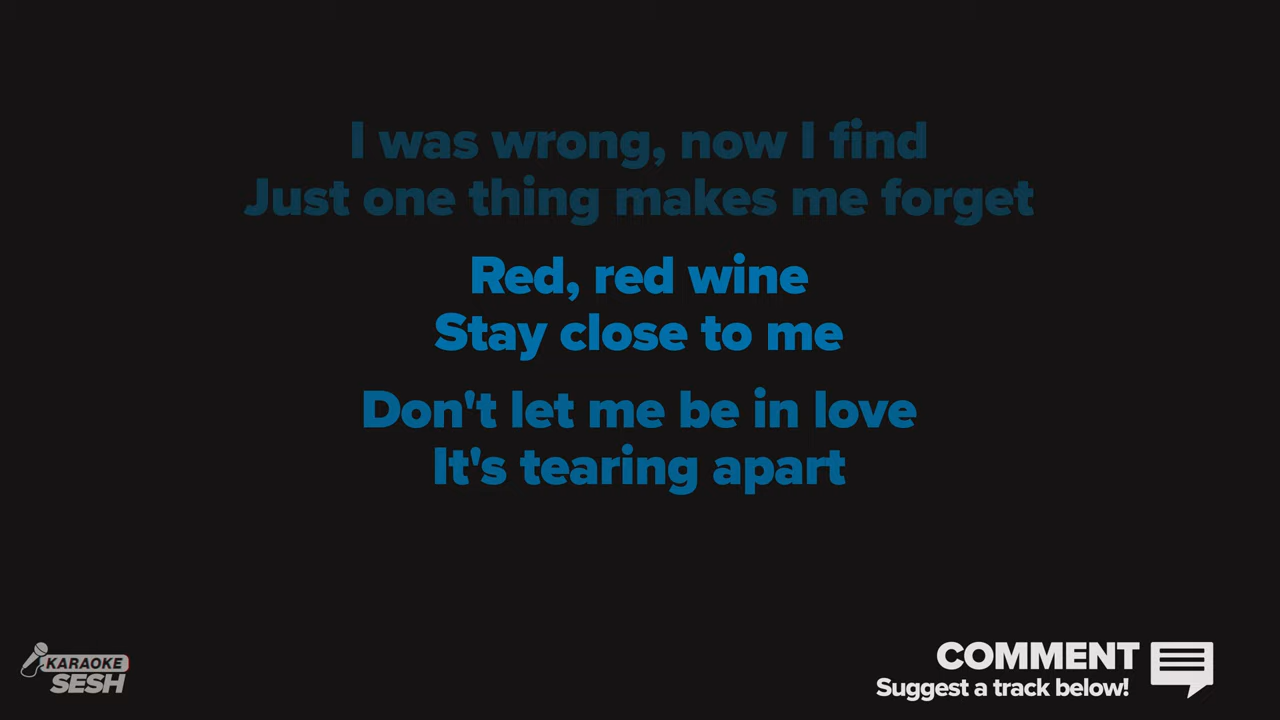 I was wrong, now I find
Just one thing makes me forget
Red, red wine
Stay close to me
Don't let me be in love
It's tearing apart
KARAOKE
SESH
COMMENT
Suggest a track below!